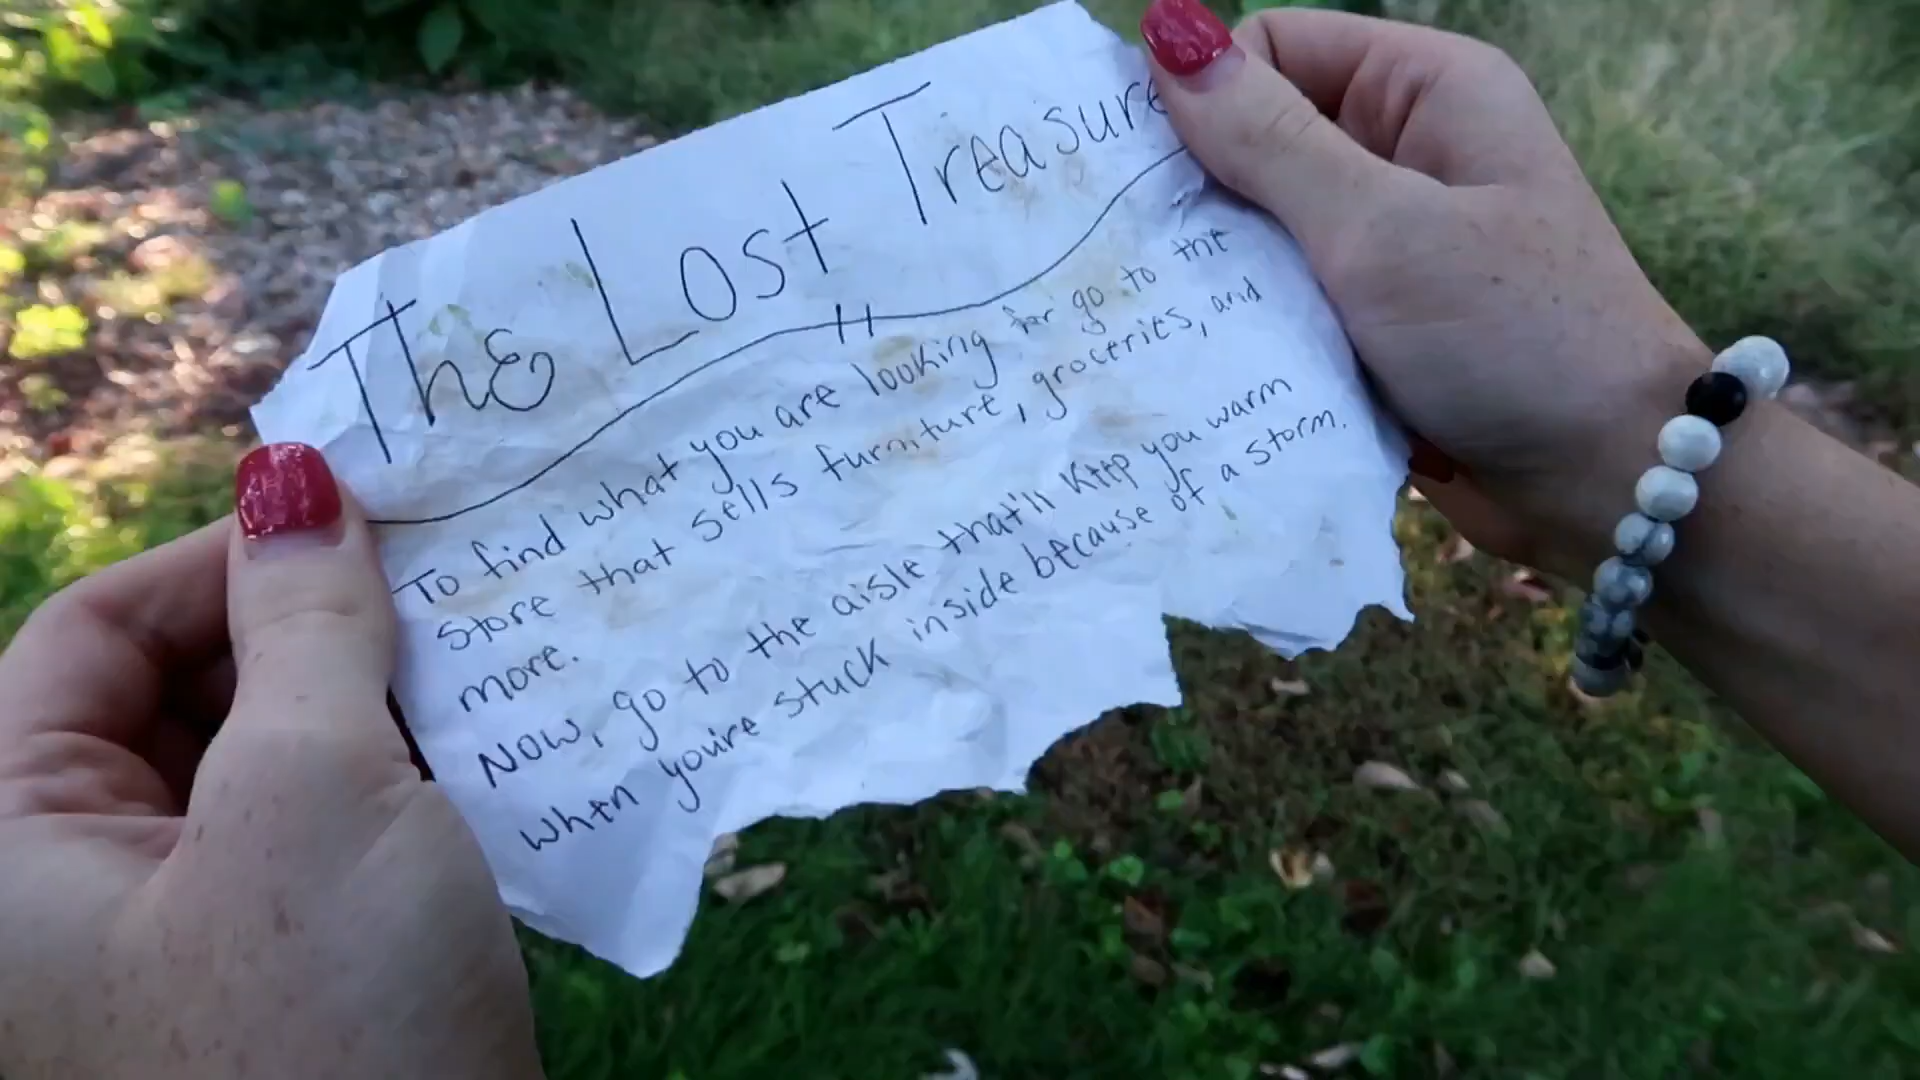 The Lost Treasure
To find what you are looking for go to the
store that sells furniture, groceries, and
more.
Now, go to the aisle that'll keep you warm
when you're stuck inside because of a storm.